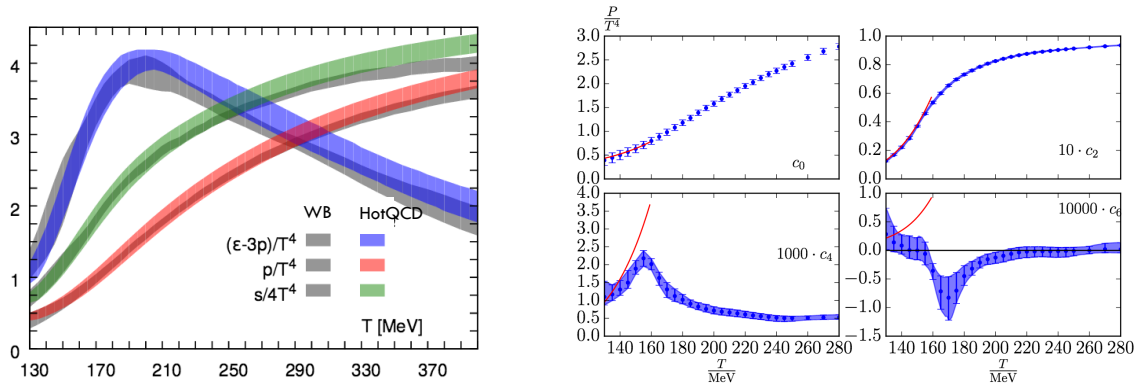 4
3
2
1
0
130 170 210 250 290 330 370
WB HotQCD
(ε-3p)/T⁴
p/T⁴
s/4T⁴
T [MeV]
P/T⁴
3.0
2.5
2.0
1.5
1.0
0.5
0.0
c₀
1.0
0.8
0.6
0.4
0.2
0.0
10 · c₂
4.0
3.5
3.0
2.5
2.0
1.5
1.0
0.5
0.0
1000 · c₄
140 160 180 200 220 240 260 280
T/MeV
1.0
0.5
0.0
−0.5
−1.0
−1.5
10000 · c₆
140 160 180 200 220 240 260 280
T/MeV